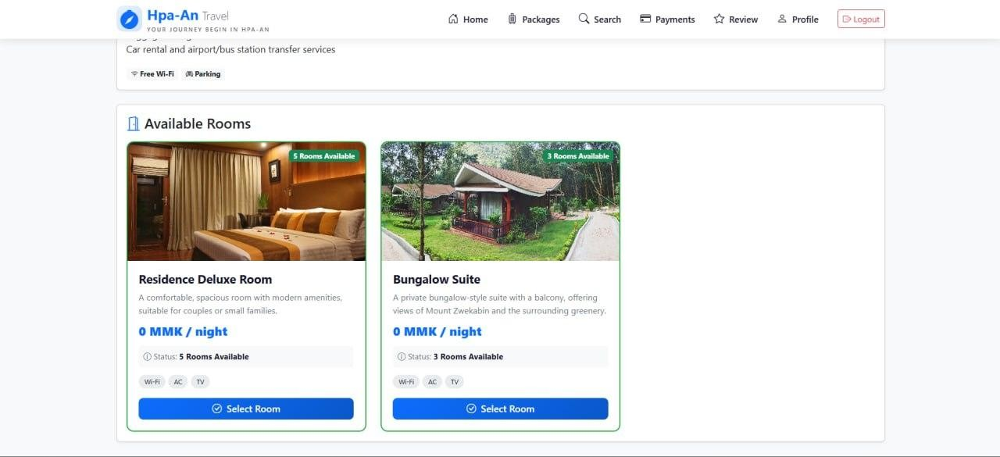 Hpa-An Travel
YOUR JOURNEY BEGIN IN HPA-AN
Home
Packages
Search
Payments
Review
Profile
Logout
Car rental and airport/bus station transfer services
Free Wi-Fi
Parking
Available Rooms
5 Rooms Available
Residence Deluxe Room
A comfortable, spacious room with modern amenities,
suitable for couples or small families.
0 MMK / night
Status: 5 Rooms Available
Wi-Fi
AC
TV
Select Room
3 Rooms Available
Bungalow Suite
A private bungalow-style suite with a balcony, offering
views of Mount Zwekabin and the surrounding greenery.
0 MMK / night
Status: 3 Rooms Available
Wi-Fi
AC
TV
Select Room